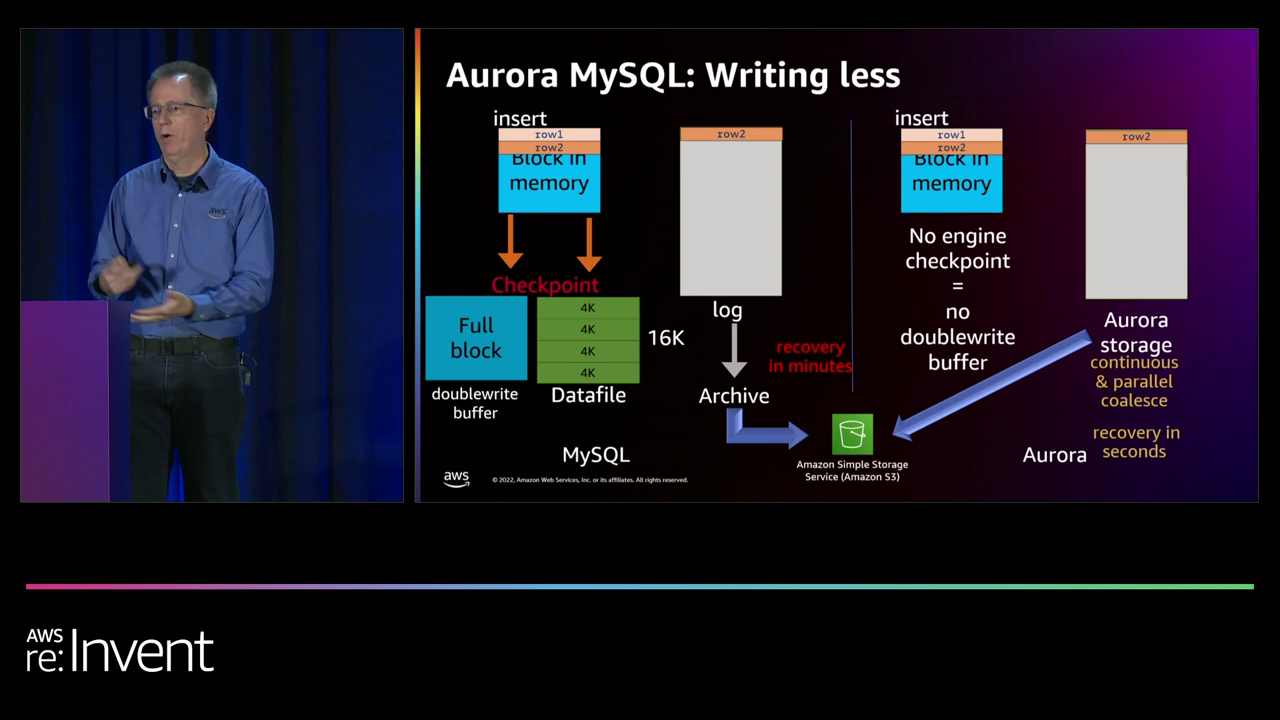 aws
Aurora MySQL: Writing less
insert
row1
row2
Block in
memory
Checkpoint
Full
block
doublewrite
buffer
4K
4K
4K
4K
Datafile
16K
MySQL
row2
log
recovery
in minutes
Archive
Amazon Simple Storage
Service (Amazon S3)
insert
row1
row2
Block in
memory
No engine
checkpoint
=
no
doublewrite
buffer
row2
Aurora
storage
continuous
& parallel
coalesce
recovery in
seconds
Aurora
aws
© 2022, Amazon Web Services, Inc. or its affiliates. All rights reserved.
AWS
re:Invent